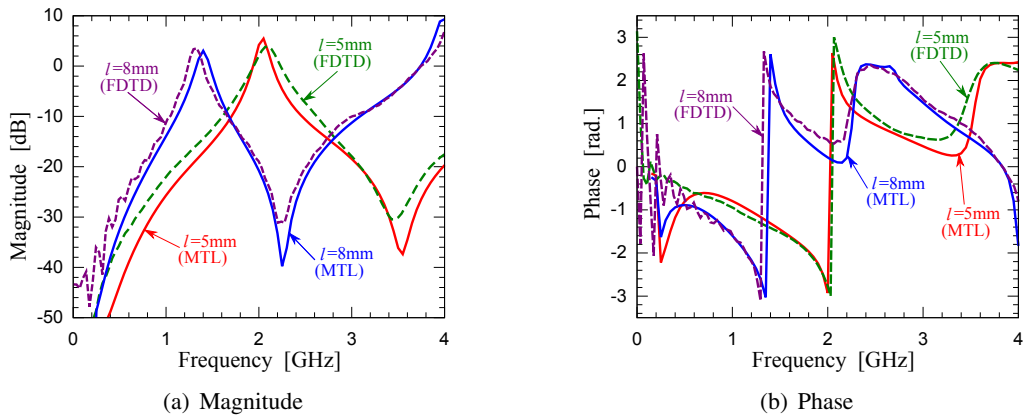 10
0
-10
-20
-30
-40
-50
0
1
2
3
4
Magnitude [dB]
Frequency [GHz]
l=8mm
(FDTD)
l=5mm
(FDTD)
l=5mm
(MTL)
l=8mm
(MTL)
(a) Magnitude
3
2
1
0
-1
-2
-3
0
1
2
3
4
Phase [rad.]
Frequency [GHz]
l=5mm
(FDTD)
l=8mm
(FDTD)
l=8mm
(MTL)
l=5mm
(MTL)
(b) Phase